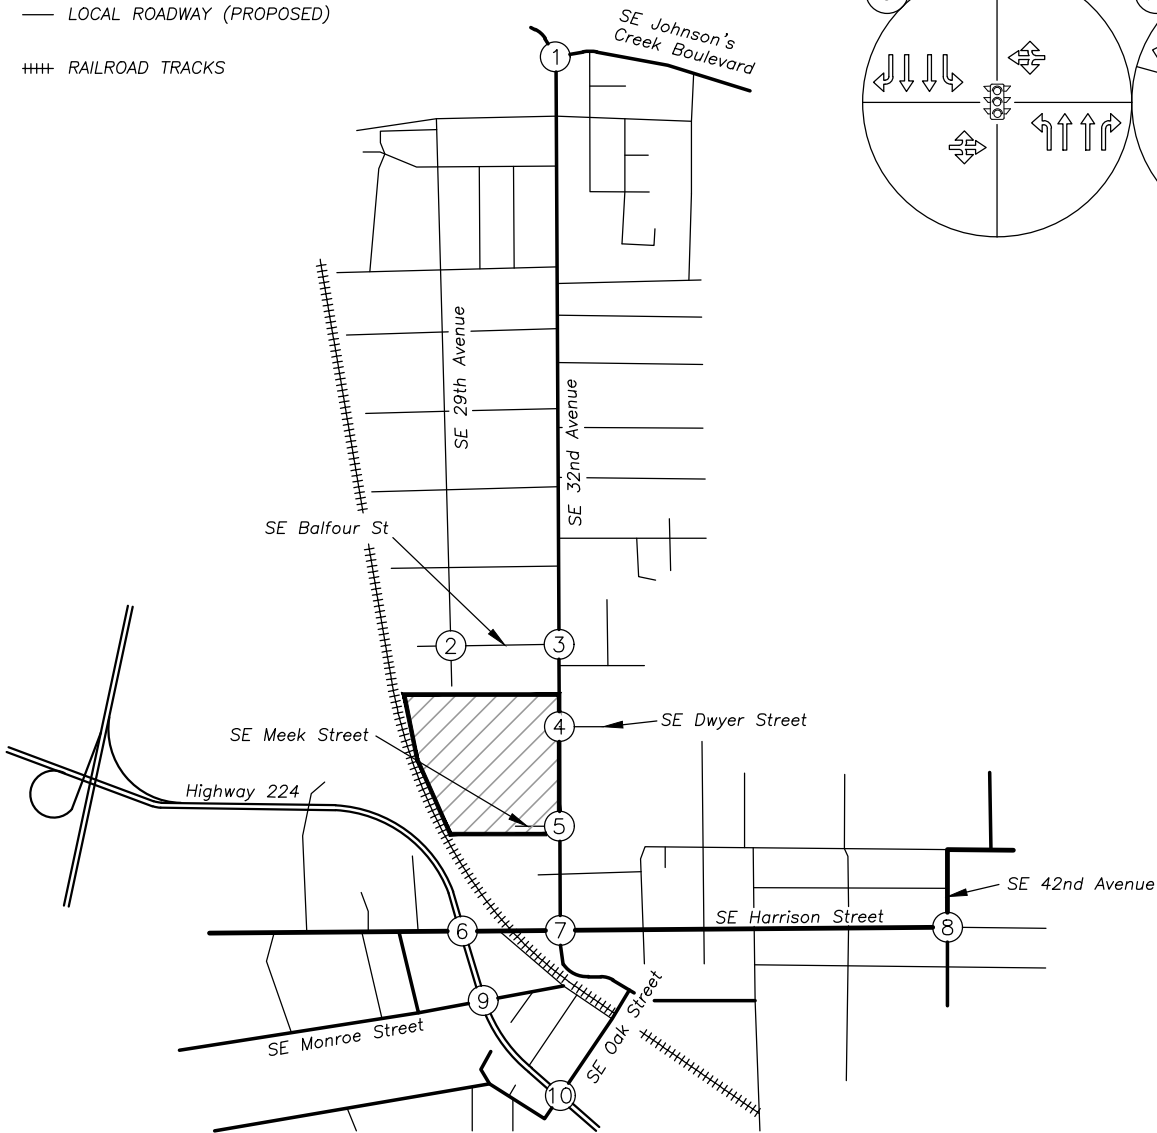 LOCAL ROADWAY (PROPOSED)
RAILROAD TRACKS
SE Johnson's
Creek Boulevard
1
SE 29th Avenue
SE 32nd Avenue
SE Balfour St
2
3
4
SE Dwyer Street
SE Meek Street
Highway 224
5
SE 42nd Avenue
SE Harrison Street
6
7
8
9
SE Monroe Street
SE Oak Street
10